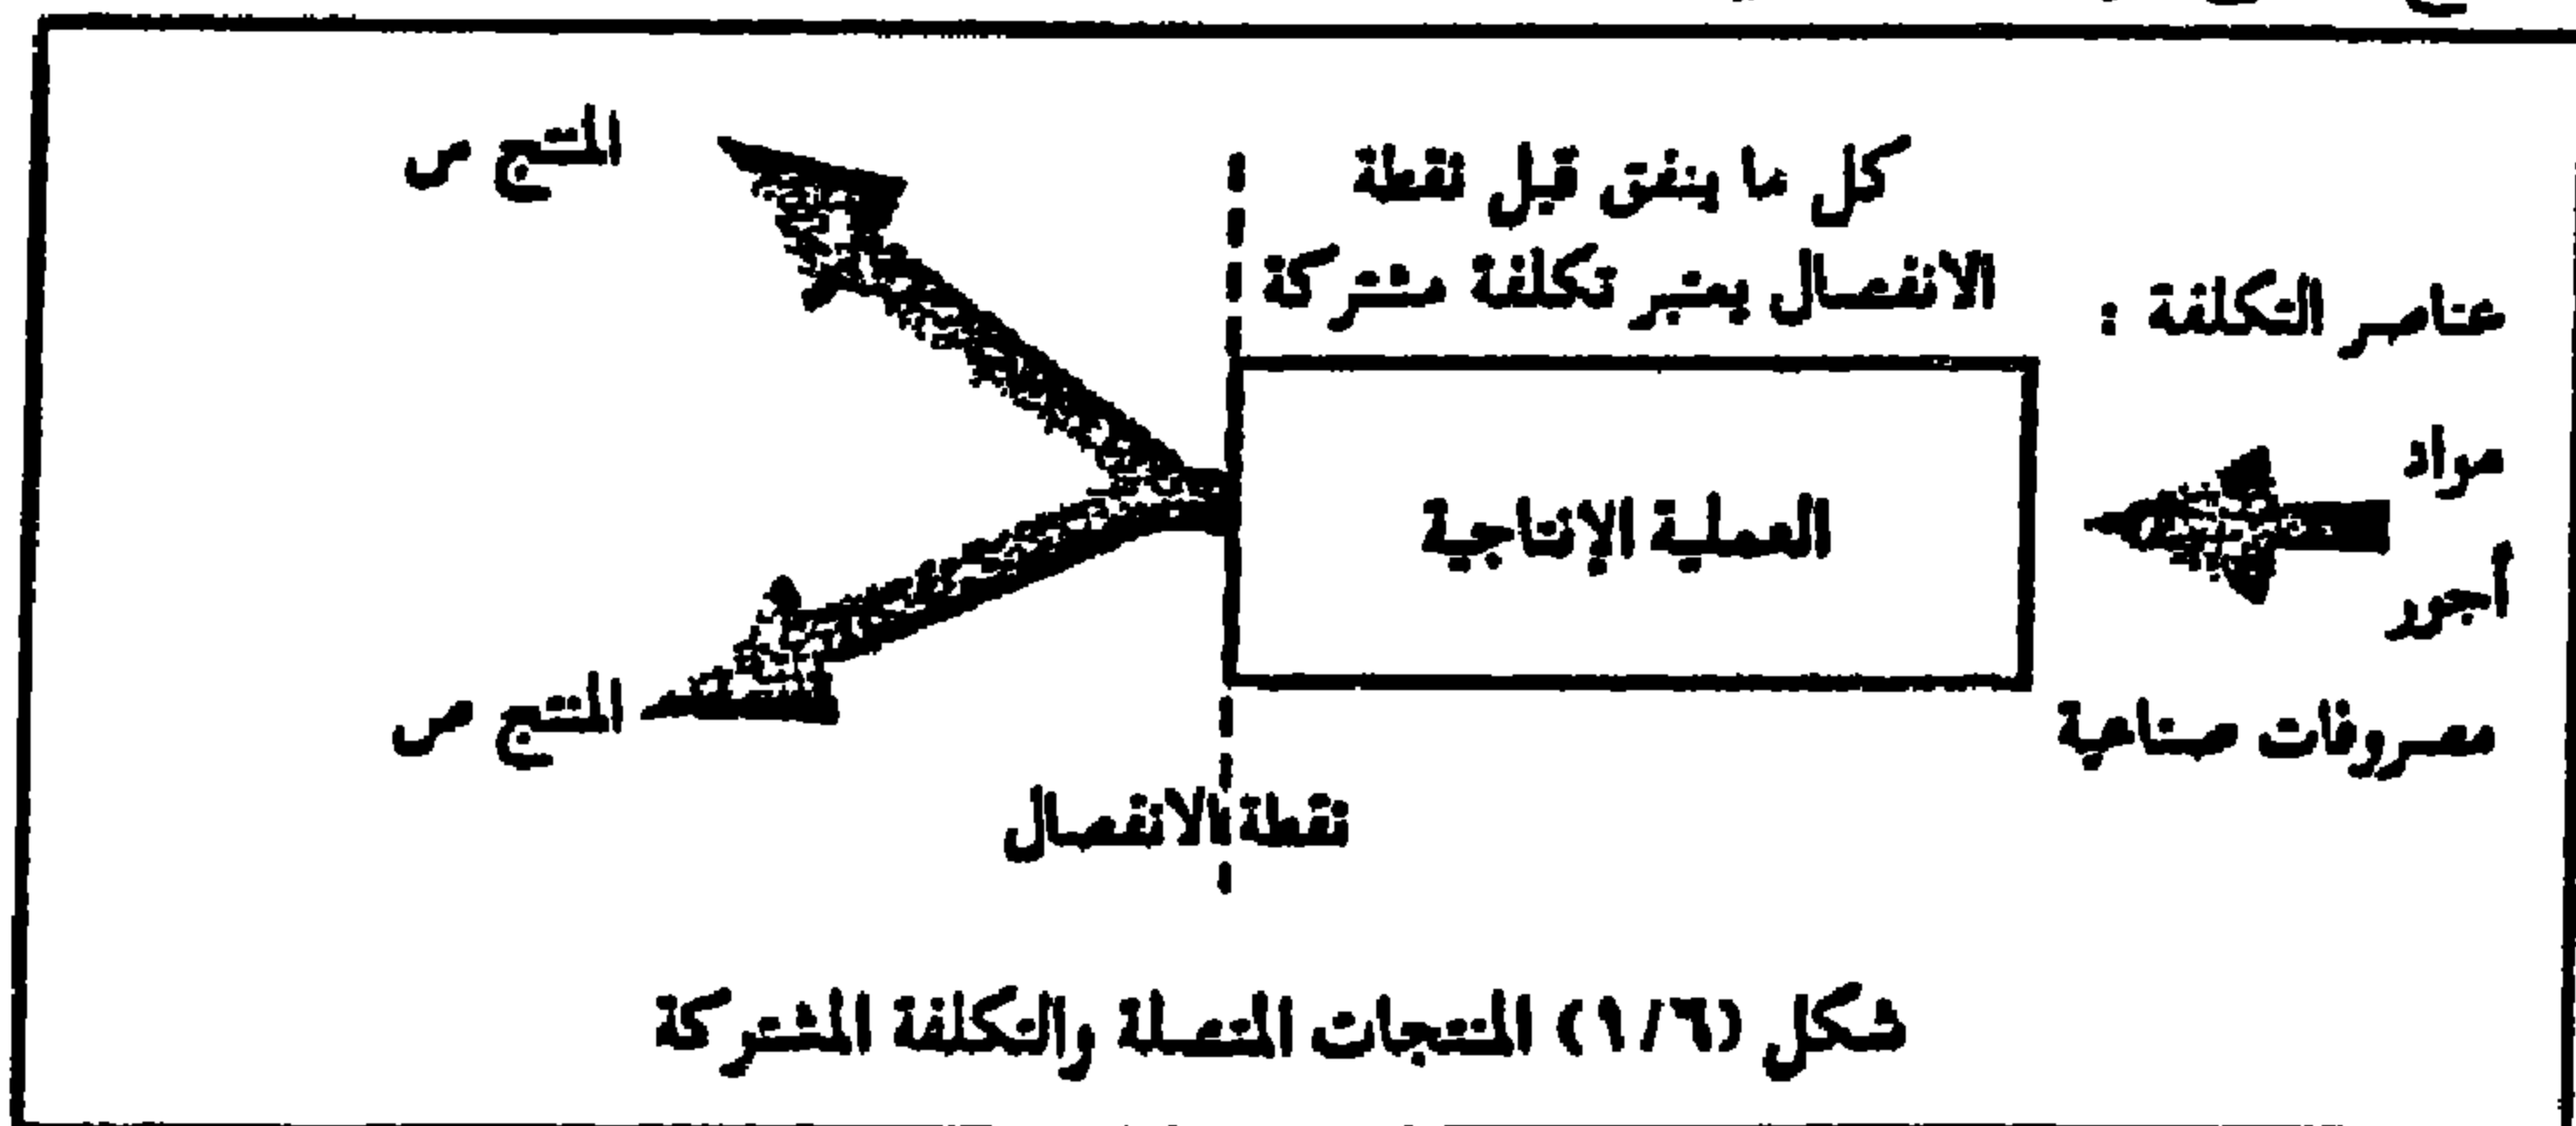 كل ما ينفق قبل نقطة
الانفصال يعتبر تكلفة مشتركة
عناصر التكلفة :
مواد
أجور
مصروفات صناعية
العملية الإنتاجية
المنتج س
المنتج ص
نقطة الانفصال
شكل (١/٦) المنتجات المتصلة والتكلفة المشتركة